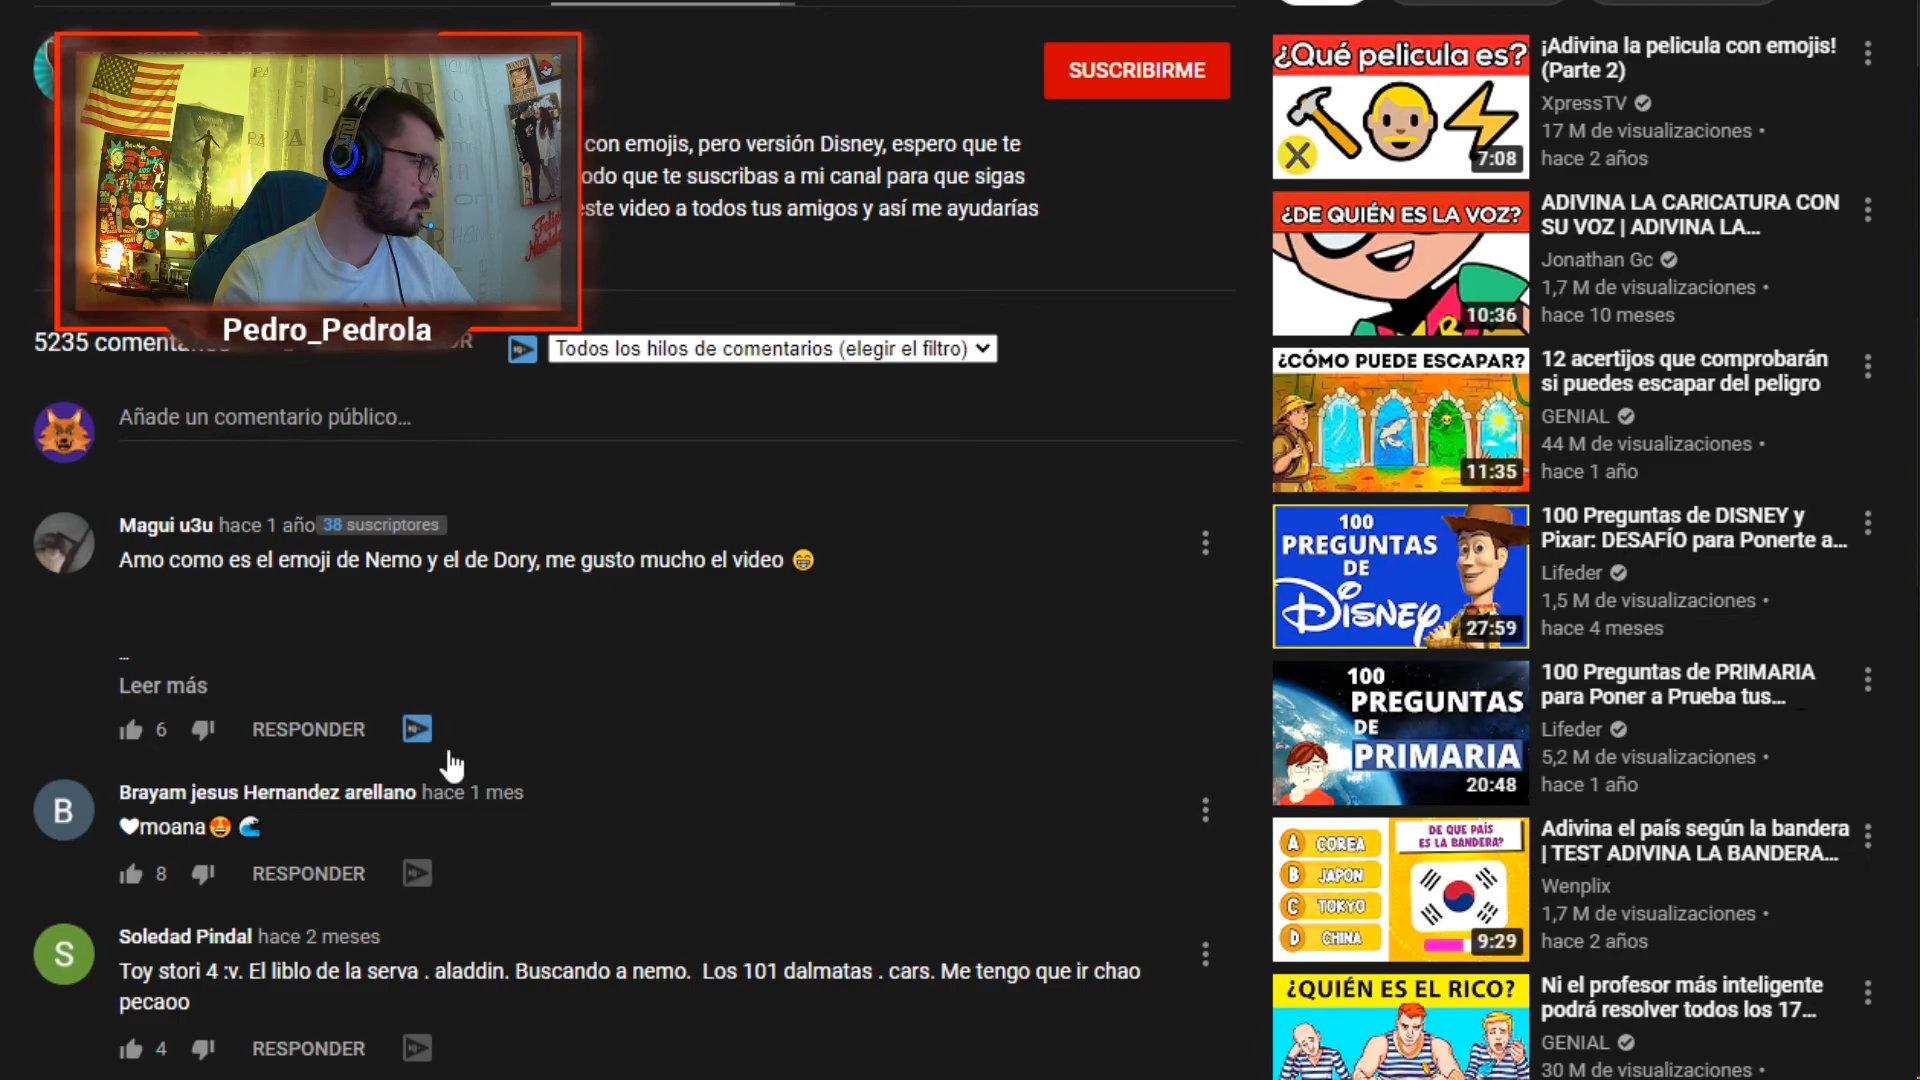 SUSCRIBIRME
con emojis, pero versión Disney, espero que te
odo que te suscribas a mi canal para que sigas
este video a todos tus amigos y así me ayudarías
Pedro_Pedrola
5235
Todos los hilos de comentarios (elegir el filtro)
Añade un comentario público...
Magui u3u hace 1 año 38 suscriptores
Amo como es el emoji de Nemo y el de Dory, me gusto mucho el video 😁
...
Leer más
6 RESPONDER
Brayam jesus Hernandez arellano hace 1 mes
🤍moana🤩 🌊
8 RESPONDER
Soledad Pindal hace 2 meses
Toy stori 4 :v. El liblo de la serva . aladdin. Buscando a nemo. Los 101 dalmatas . cars. Me tengo que ir chao
pecaoo
4 RESPONDER
¿Qué pelicula es?
7:08
¡Adivina la pelicula con emojis!
(Parte 2)
XpressTV
17 M de visualizaciones •
hace 2 años
¿DE QUIÉN ES LA VOZ?
10:36
ADIVINA LA CARICATURA CON
SU VOZ | ADIVINA LA...
Jonathan Gc
1,7 M de visualizaciones •
hace 10 meses
¿CÓMO PUEDE ESCAPAR?
11:35
12 acertijos que comprobarán
si puedes escapar del peligro
GENIAL
44 M de visualizaciones •
hace 1 año
100
PREGUNTAS
DE
DISNEY
27:59
100 Preguntas de DISNEY y
Pixar: DESAFÍO para Ponerte a...
Lifeder
1,5 M de visualizaciones •
hace 4 meses
100
PREGUNTAS
DE
PRIMARIA
20:48
100 Preguntas de PRIMARIA
para Poner a Prueba tus...
Lifeder
5,2 M de visualizaciones •
hace 1 año
A COREA
B JAPON
C TOKYO
D CHINA
DE QUE PAÍS
ES LA BANDERA?
9:29
Adivina el país según la bandera
| TEST ADIVINA LA BANDERA...
Wenplix
1,7 M de visualizaciones •
hace 2 años
¿QUIÉN ES EL RICO?
Ni el profesor más inteligente
podrá resolver todos los 17...
GENIAL
30 M de visualizaciones •